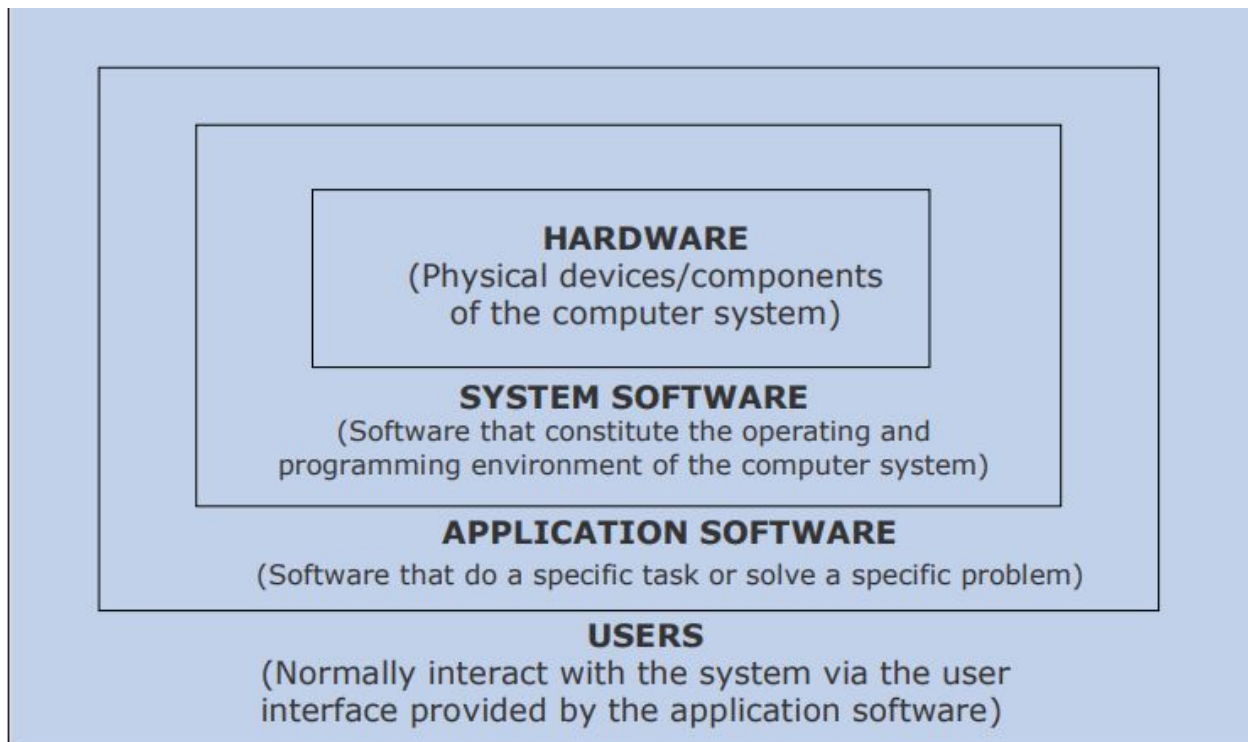 HARDWARE
(Physical devices/components
of the computer system)
SYSTEM SOFTWARE
(Software that constitute the operating and
programming environment of the computer system)
APPLICATION SOFTWARE
(Software that do a specific task or solve a specific problem)
USERS
(Normally interact with the system via the user
interface provided by the application software)